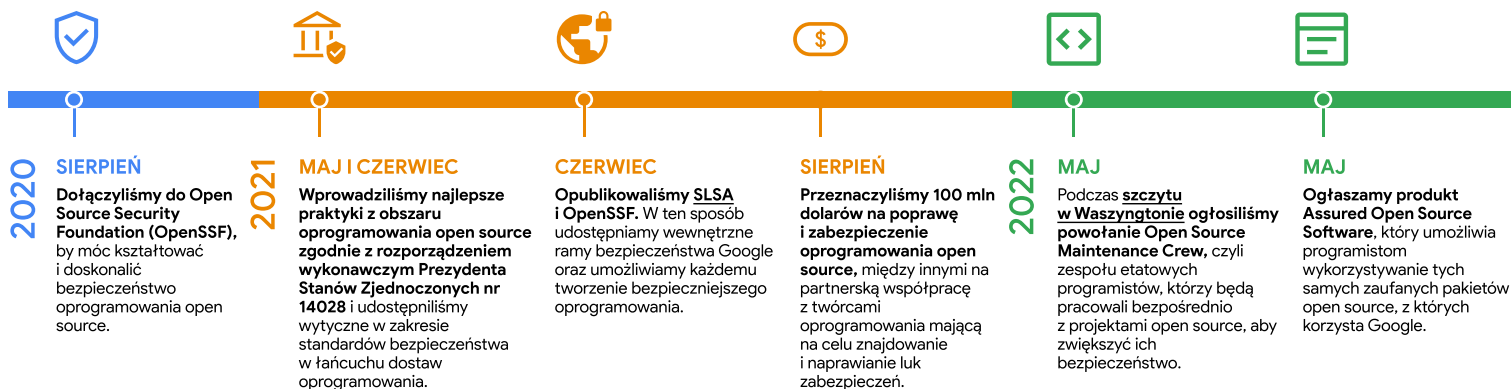 2020
SIERPIEŃ
Dołączyliśmy do Open
Source Security
Foundation (OpenSSF),
by móc kształtować
i doskonalić
bezpieczeństwo
oprogramowania open
source.
2021
MAJ I CZERWIEC
Wprowadziliśmy najlepsze
praktyki z obszaru
oprogramowania open source
zgodnie z rozporządzeniem
wykonawczym Prezydenta
Stanów Zjednoczonych nr
14028 i udostępniliśmy
wytyczne w zakresie
standardów bezpieczeństwa
w łańcuchu dostaw
oprogramowania.
CZERWIEC
Opublikowaliśmy SLSA
i OpenSSF. W ten sposób
udostępniamy wewnętrzne
ramy bezpieczeństwa Google
oraz umożliwiamy każdemu
tworzenie bezpieczniejszego
oprogramowania.
$
SIERPIEŃ
Przeznaczyliśmy 100 mln
dolarów na poprawę
i zabezpieczenie
oprogramowania open
source, między innymi na
partnerską współpracę
z twórcami
oprogramowania mającą
na celu znajdowanie
i naprawianie luk
zabezpieczeń.
2022
MAJ
Podczas szczytu
w Waszyngtonie ogłosiliśmy
powołanie Open Source
Maintenance Crew, czyli
zespołu etatowych
programistów, którzy będą
pracowali bezpośrednio
z projektami open source, aby
zwiększyć ich
bezpieczeństwo.
MAJ
Ogłaszamy produkt
Assured Open Source
Software, który umożliwia
programistom
wykorzystywanie tych
samych zaufanych pakietów
open source, z których
korzysta Google.